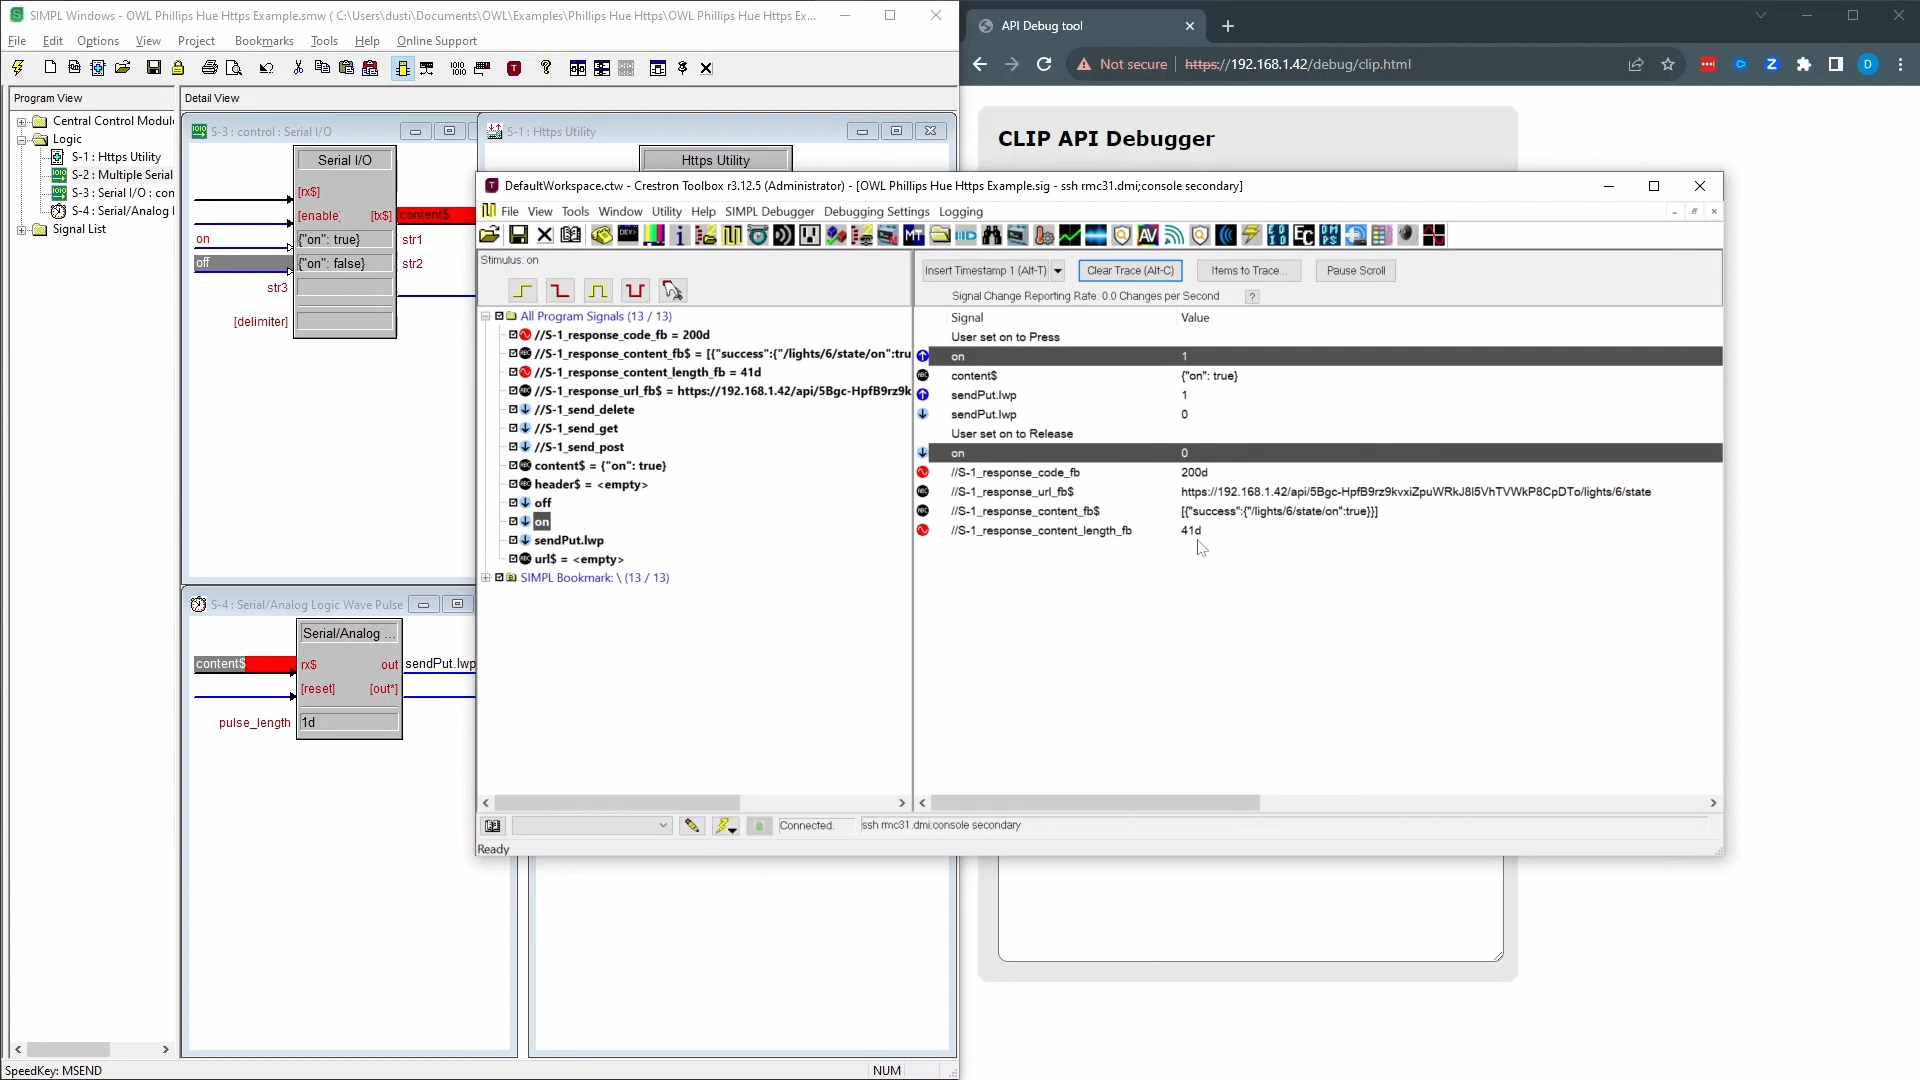 SIMPL Windows - OWL Phillips Hue Https Example.smw ( C:\Users\dusti\Documents\OWL\Examples\Phillips Hue Https\OWL Phillips Hue Https Ex...
File Edit Options View Project Bookmarks Tools Help Online Support
Program View
Central Control Modul
Logic
S-1 : Https Utility
S-2 : Multiple Serial
S-3 : Serial I/O : con
S-4 : Serial/Analog
Signal List
Detail View
S-3 : control : Serial I/O
Serial I/O
[rx$]
[enable] [tx$] content$
on {"on": true} str1
off {"on": false} str2
str3
[delimiter]
S-1 : Https Utility
Https Utility
S-4 : Serial/Analog Logic Wave Pulse
Serial/Analog ...
content$ rx$ out sendPut.lwp
[reset] [out*]
pulse_length 1d
SpeedKey: MSEND
NUM
API Debug tool
Not secure https://192.168.1.42/debug/clip.html
D
CLIP API Debugger
DefaultWorkspace.ctw - Crestron Toolbox r3.12.5 (Administrator) - [OWL Phillips Hue Https Example.sig - ssh rmc31.dmi;console secondary]
File View Tools Window Utility Help SIMPL Debugger Debugging Settings Logging
Stimulus: on
All Program Signals (13 / 13)
//S-1_response_code_fb = 200d
//S-1_response_content_fb$ = [{"success":{"/lights/6/state/on":tru
//S-1_response_content_length_fb = 41d
//S-1_response_url_fb$ = https://192.168.1.42/api/5Bgc-HpfB9rz9k
//S-1_send_delete
//S-1_send_get
//S-1_send_post
content$ = {"on": true}
header$ = <empty>
off
on
sendPut.lwp
url$ = <empty>
SIMPL Bookmark: \ (13 / 13)
Insert Timestamp 1 (Alt-T) Clear Trace (Alt-C) Items to Trace... Pause Scroll
Signal Change Reporting Rate: 0.0 Changes per Second ?
Signal Value
User set on to Press
on 1
content$ {"on": true}
sendPut.lwp 1
sendPut.lwp 0
User set on to Release
on 0
//S-1_response_code_fb 200d
//S-1_response_url_fb$ https://192.168.1.42/api/5Bgc-HpfB9rz9kvxiZpuWRkJ8l5VhTVWkP8CpDTo/lights/6/state
//S-1_response_content_fb$ [{"success":{"/lights/6/state/on":true}}]
//S-1_response_content_length_fb 41d
Connected. ssh rmc31.dmi;console secondary
Ready